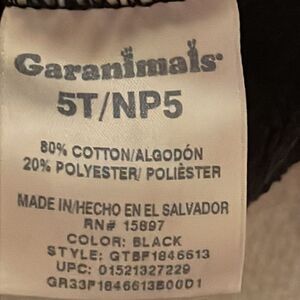 Garanimals
5T/NP5
80% COTTON/ALGODÓN
20% POLYESTER/ POLIÈSTER
MADE IN/HECHO EN EL SALVADOR
RN# 15897
COLOR: BLACK
STYLE: GTBF1846613
UPC: 01521327229
GR33F1846613B00D1